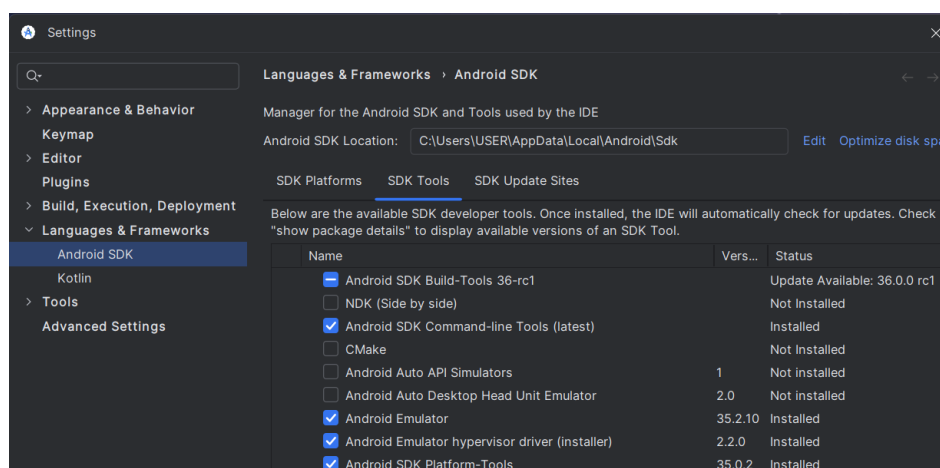 Settings
Languages & Frameworks › Android SDK
Appearance & Behavior
Keymap
Editor
Plugins
Build, Execution, Deployment
Languages & Frameworks
Android SDK
Kotlin
Tools
Advanced Settings
Manager for the Android SDK and Tools used by the IDE
Android SDK Location: C:\Users\USER\AppData\Local\Android\Sdk Edit Optimize disk spa
SDK Platforms SDK Tools SDK Update Sites
Below are the available SDK developer tools. Once installed, the IDE will automatically check for updates. Check
"show package details" to display available versions of an SDK Tool.
Name Vers... Status
Android SDK Build-Tools 36-rc1 Update Available: 36.0.0 rc1
NDK (Side by side) Not Installed
Android SDK Command-line Tools (latest) Installed
CMake Not Installed
Android Auto API Simulators 1 Not installed
Android Auto Desktop Head Unit Emulator 2.0 Not installed
Android Emulator 35.2.10 Installed
Android Emulator hypervisor driver (installer) 2.2.0 Installed
Android SDK Platform-Tools 35.0.2 Installed